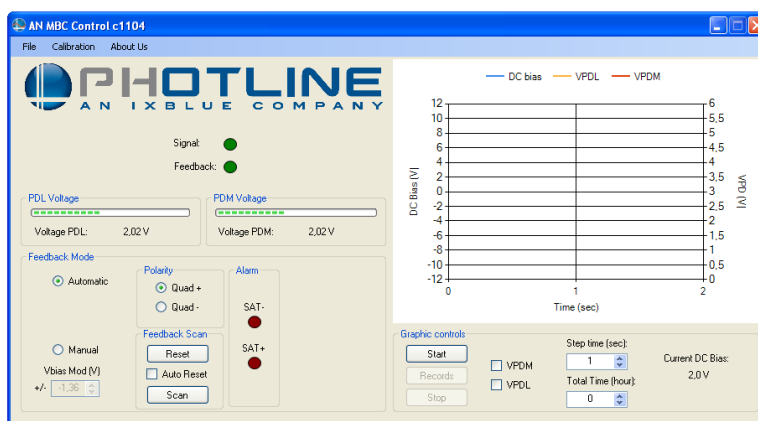 AN MBC Control c1104
File Calibration About Us
PHOTLINE
AN IXBLUE COMPANY
Signal:
Feedback:
PDL Voltage
Voltage PDL: 2,02 V
PDM Voltage
Voltage PDM: 2,02 V
Feedback Mode
Automatic
Manual
Vbias Mod (V)
+/- -1,36
Polarity
Quad +
Quad -
Feedback Scan
Reset
Auto Reset
Scan
Alarm
SAT-
SAT+
DC bias VPDL VPDM
DC Bias (V)
12
10
8
6
4
2
0
-2
-4
-6
-8
-10
-12
6
5,5
5
4,5
4
3,5
3
2,5
2
1,5
1
0,5
0
VPD (V)
0 1 2
Time (sec)
Graphic controls
Start
Records
Stop
VPDM
VPDL
Step time (sec):
1
Total Time (hour):
0
Current DC Bias:
2,0 V